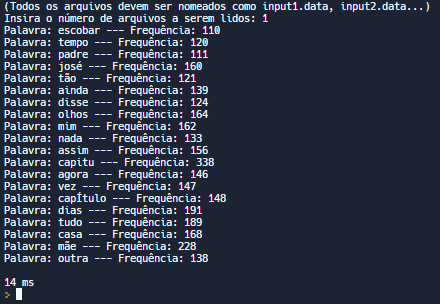 (Todos os arquivos devem ser nomeados como input1.data, input2.data...)
Insira o número de arquivos a serem lidos: 1
Palavra: escobar --- Frequência: 110
Palavra: tempo --- Frequência: 120
Palavra: padre --- Frequência: 111
Palavra: josé --- Frequência: 160
Palavra: tão --- Frequência: 121
Palavra: ainda --- Frequência: 139
Palavra: disse --- Frequência: 124
Palavra: olhos --- Frequência: 164
Palavra: mim --- Frequência: 162
Palavra: nada --- Frequência: 133
Palavra: assim --- Frequência: 156
Palavra: capitu --- Frequência: 338
Palavra: agora --- Frequência: 146
Palavra: vez --- Frequência: 147
Palavra: capÍtulo --- Frequência: 148
Palavra: dias --- Frequência: 191
Palavra: tudo --- Frequência: 189
Palavra: casa --- Frequência: 168
Palavra: mãe --- Frequência: 228
Palavra: outra --- Frequência: 138
14 ms
>